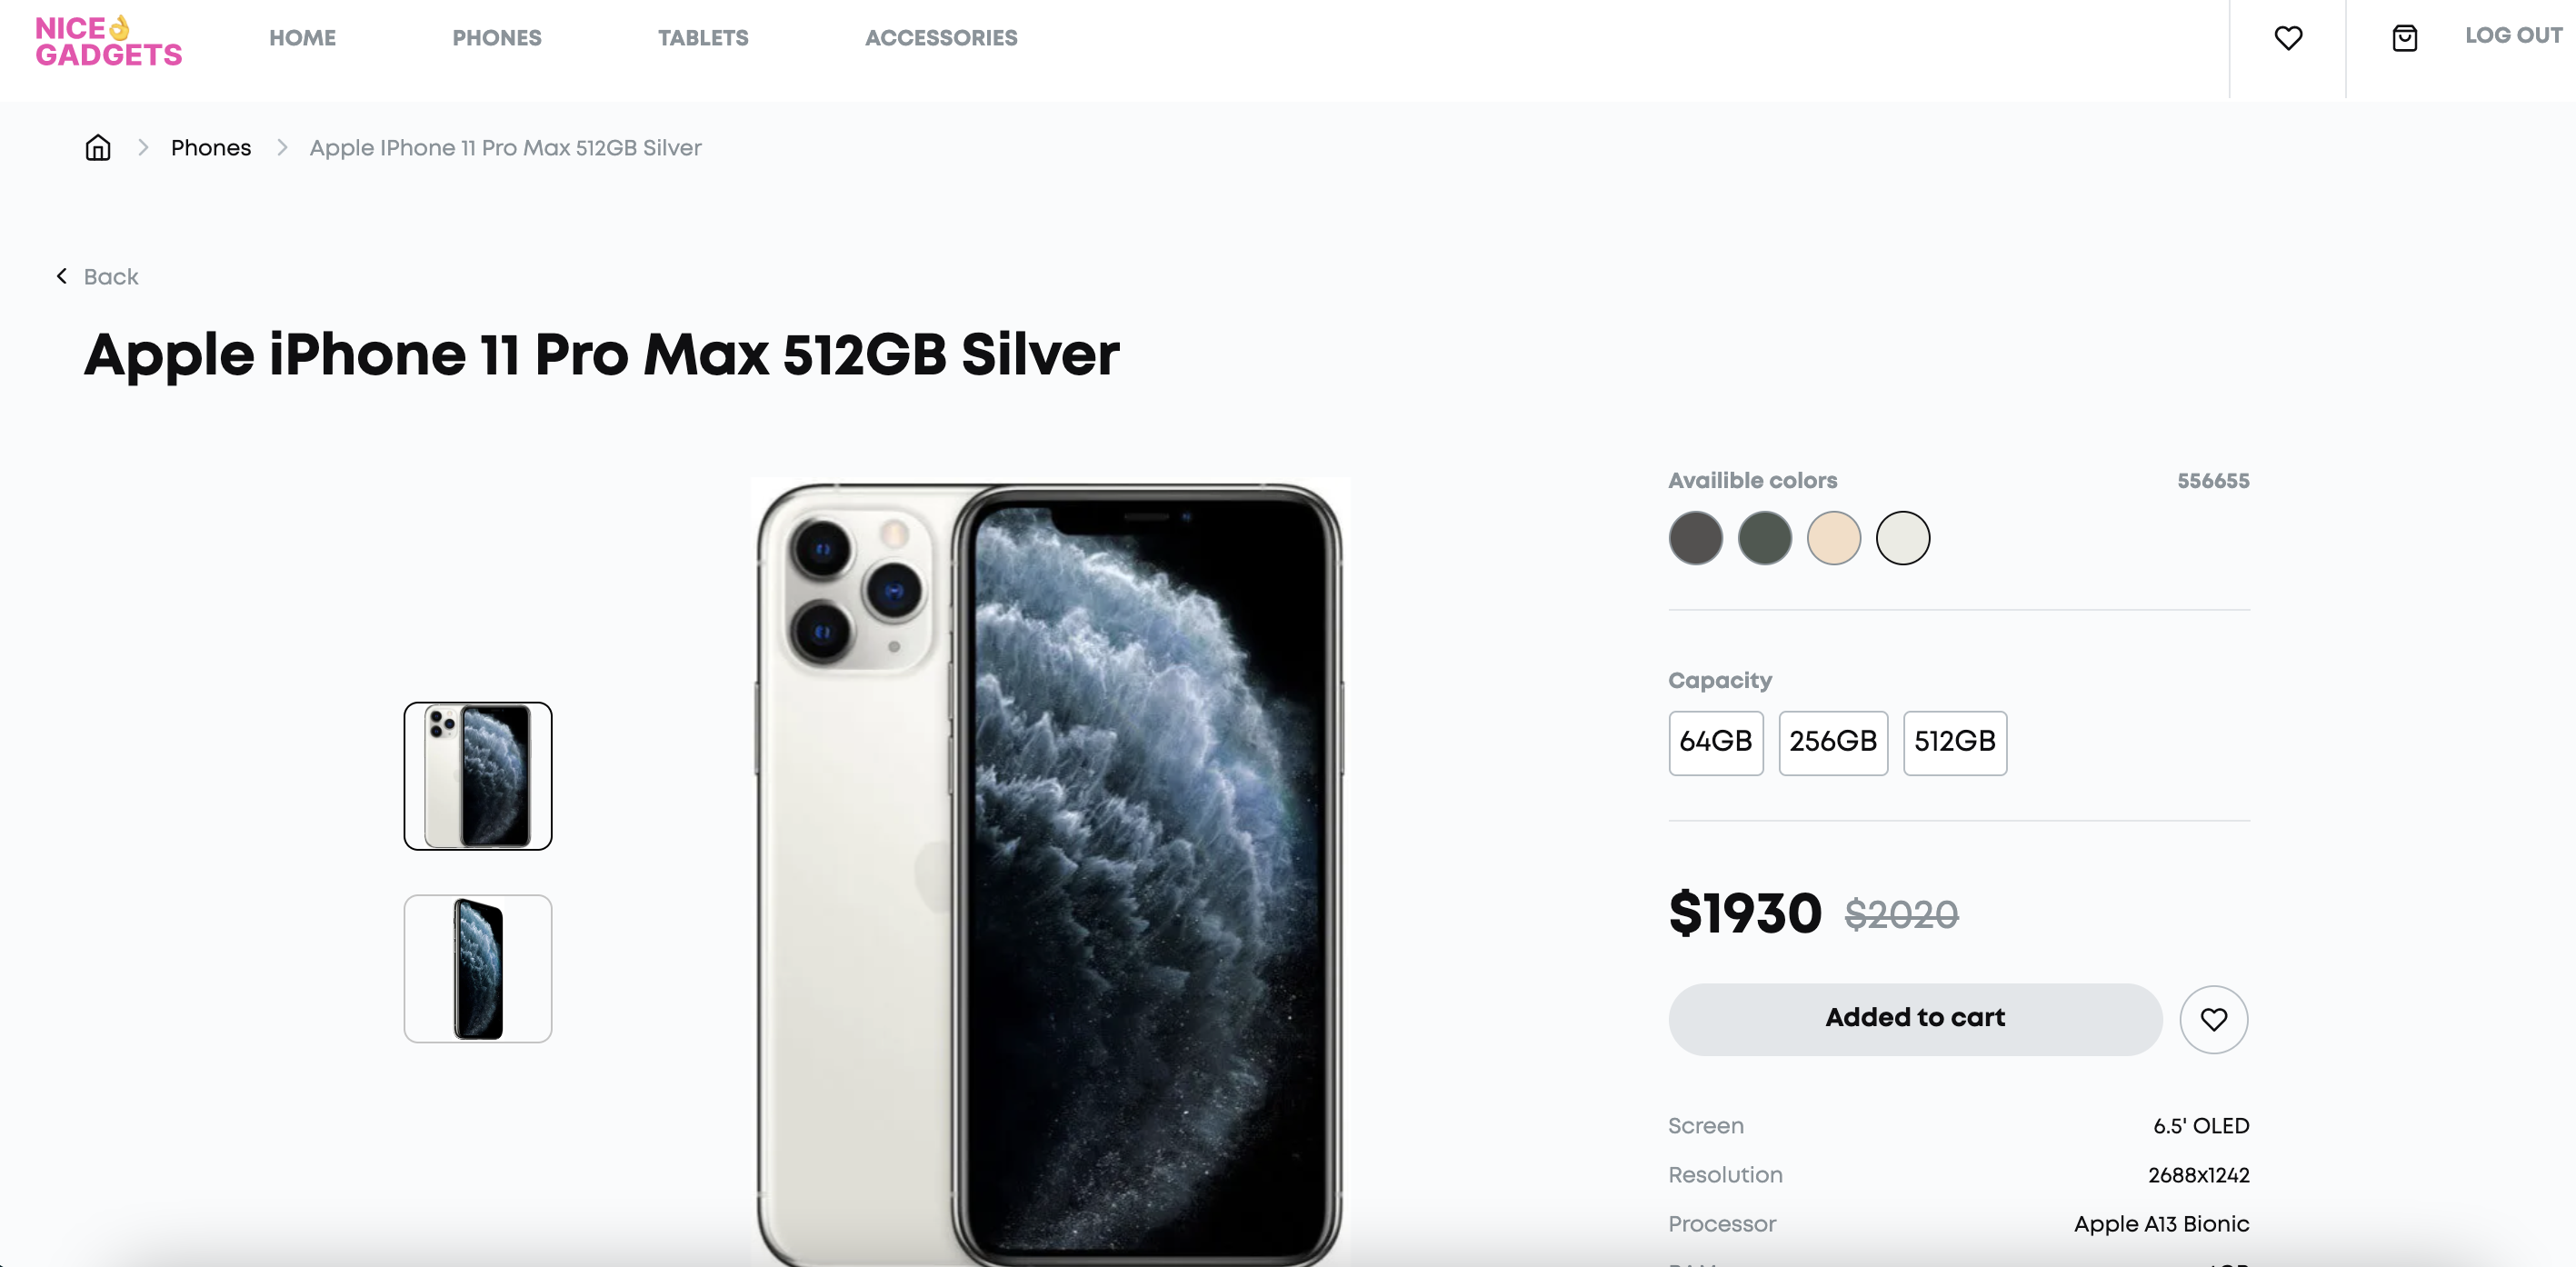 NICE👌
GADGETS
HOME
PHONES
TABLETS
ACCESSORIES
LOG OUT
Phones
Apple IPhone 11 Pro Max 512GB Silver
Back
Apple iPhone 11 Pro Max 512GB Silver
Availible colors
556655
Capacity
64GB
256GB
512GB
$1930 $2020
Added to cart
Screen 6.5' OLED
Resolution 2688x1242
Processor Apple A13 Bionic